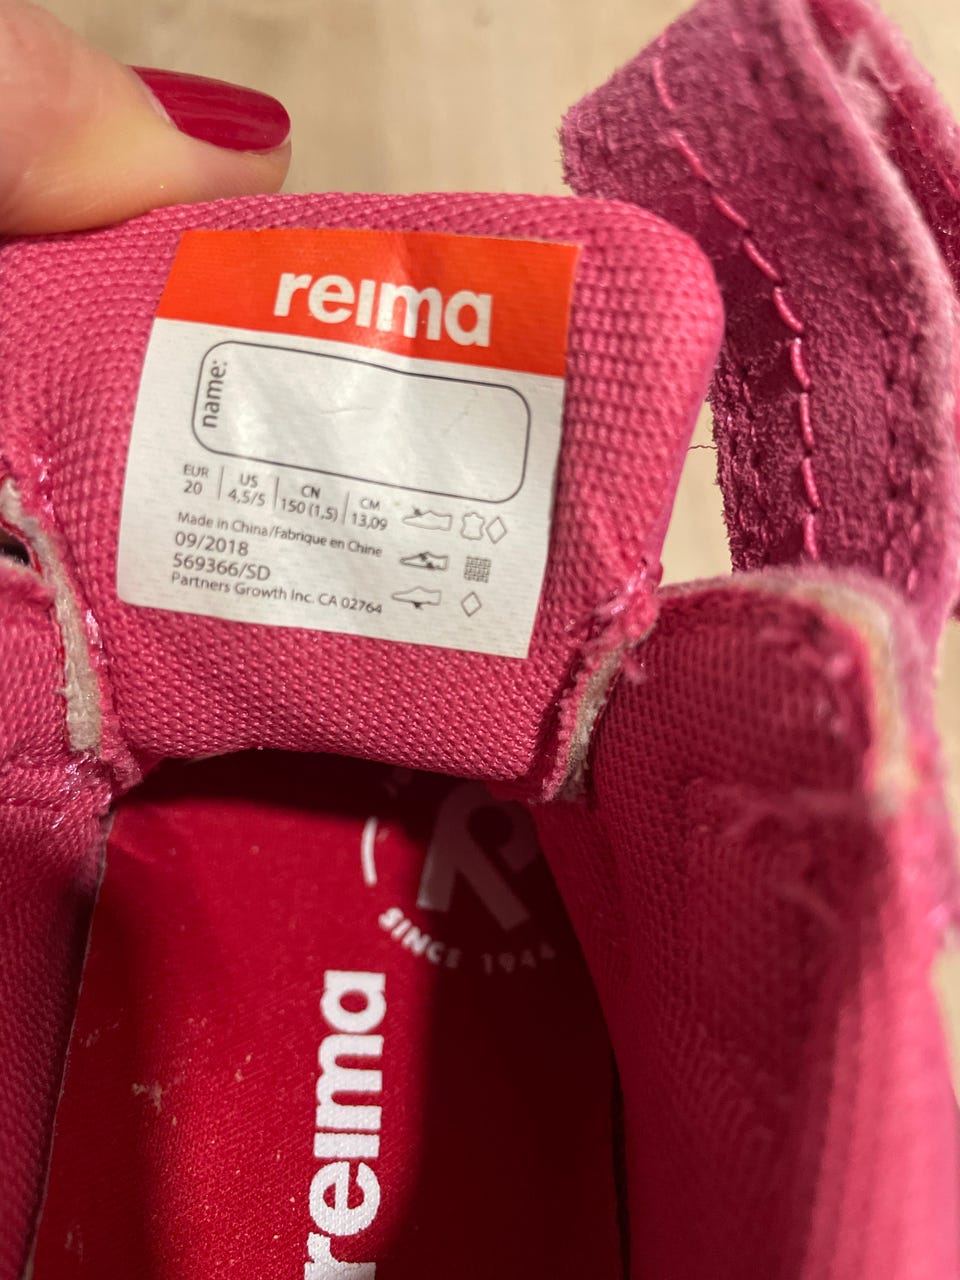 reima
name:
EUR US CN CM
20 4,5/5 150 (1,5) 13,09
Made in China/Fabrique en Chine
09/2018
569366/SD
Partners Growth Inc. CA 02764
SINCE 1944
reima